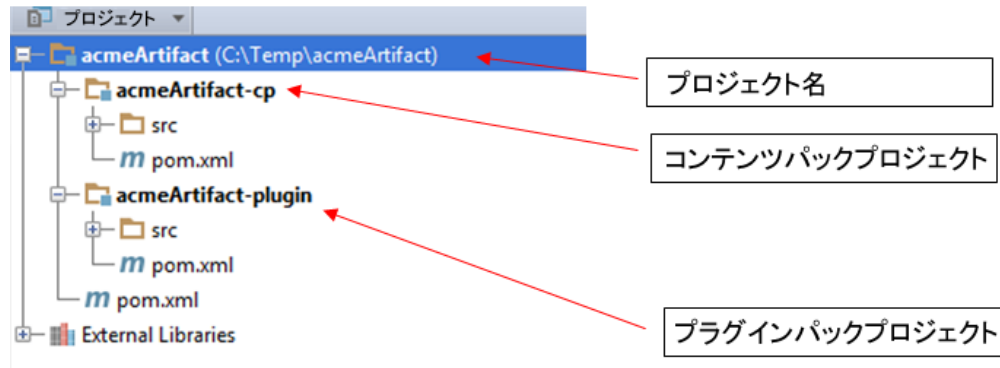 プロジェクト
acmeArtifact (C:\Temp\acmeArtifact)
プロジェクト名
acmeArtifact-cp
コンテンツパックプロジェクト
src
m pom.xml
acmeArtifact-plugin
src
m pom.xml
m pom.xml
プラグインパックプロジェクト
External Libraries